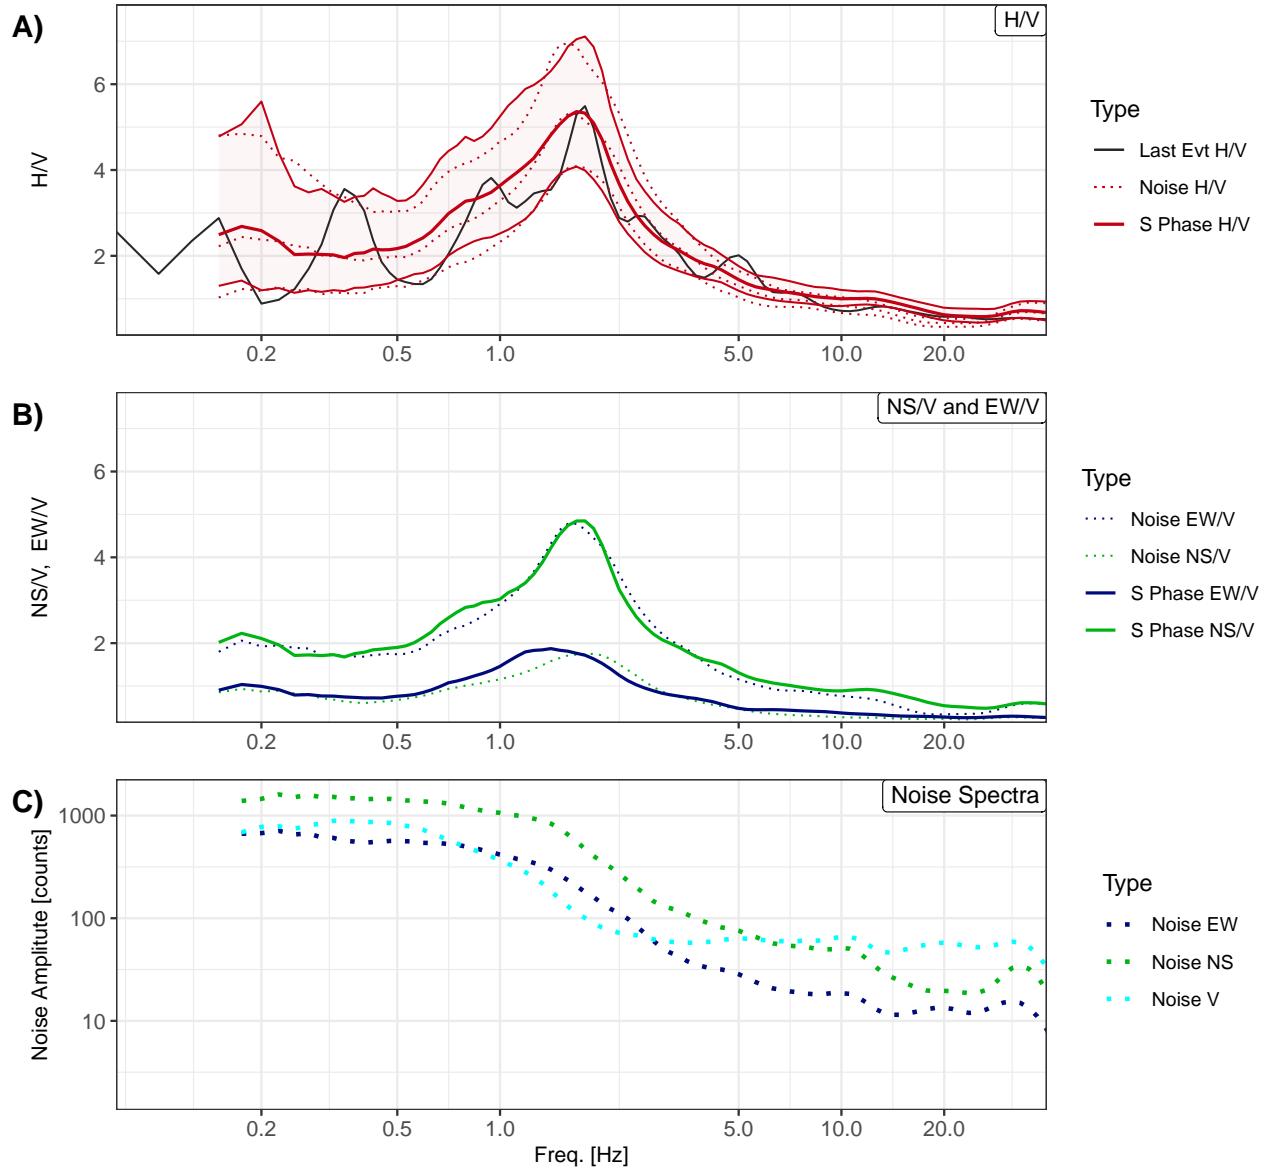 A)
H/V
6
4
2
H/V
0.2 0.5 1.0 5.0 10.0 20.0
Type
Last Evt H/V
Noise H/V
S Phase H/V
B)
NS/V and EW/V
6
4
2
NS/V, EW/V
0.2 0.5 1.0 5.0 10.0 20.0
Type
Noise EW/V
Noise NS/V
S Phase EW/V
S Phase NS/V
C)
Noise Spectra
1000
100
10
Noise Amplitute [counts]
0.2 0.5 1.0 5.0 10.0 20.0
Freq. [Hz]
Type
Noise EW
Noise NS
Noise V